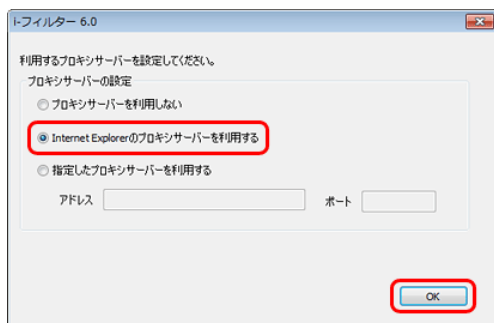 i-フィルター 6.0
利用するプロキシサーバーを設定してください。
プロキシサーバーの設定
プロキシサーバーを利用しない
Internet Explorerのプロキシサーバーを利用する
指定したプロキシサーバーを利用する
アドレス ポート
OK